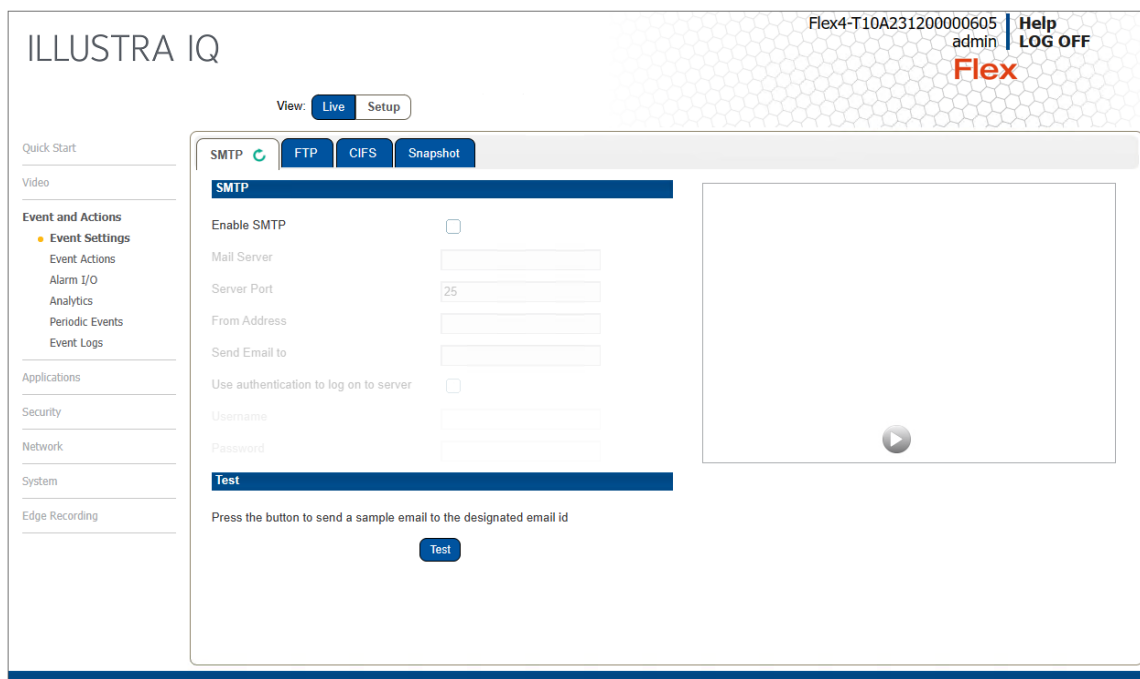 ILLUSTRA IQ
Flex4-T10A231200000605 Help
admin LOG OFF
Flex
View: Live Setup
Quick Start
Video
Event and Actions
Event Settings
Event Actions
Alarm I/O
Analytics
Periodic Events
Event Logs
Applications
Security
Network
System
Edge Recording
SMTP FTP CIFS Snapshot
SMTP
Enable SMTP
Mail Server
Server Port 25
From Address
Send Email to
Use authentication to log on to server
Username
Password
Test
Press the button to send a sample email to the designated email id
Test